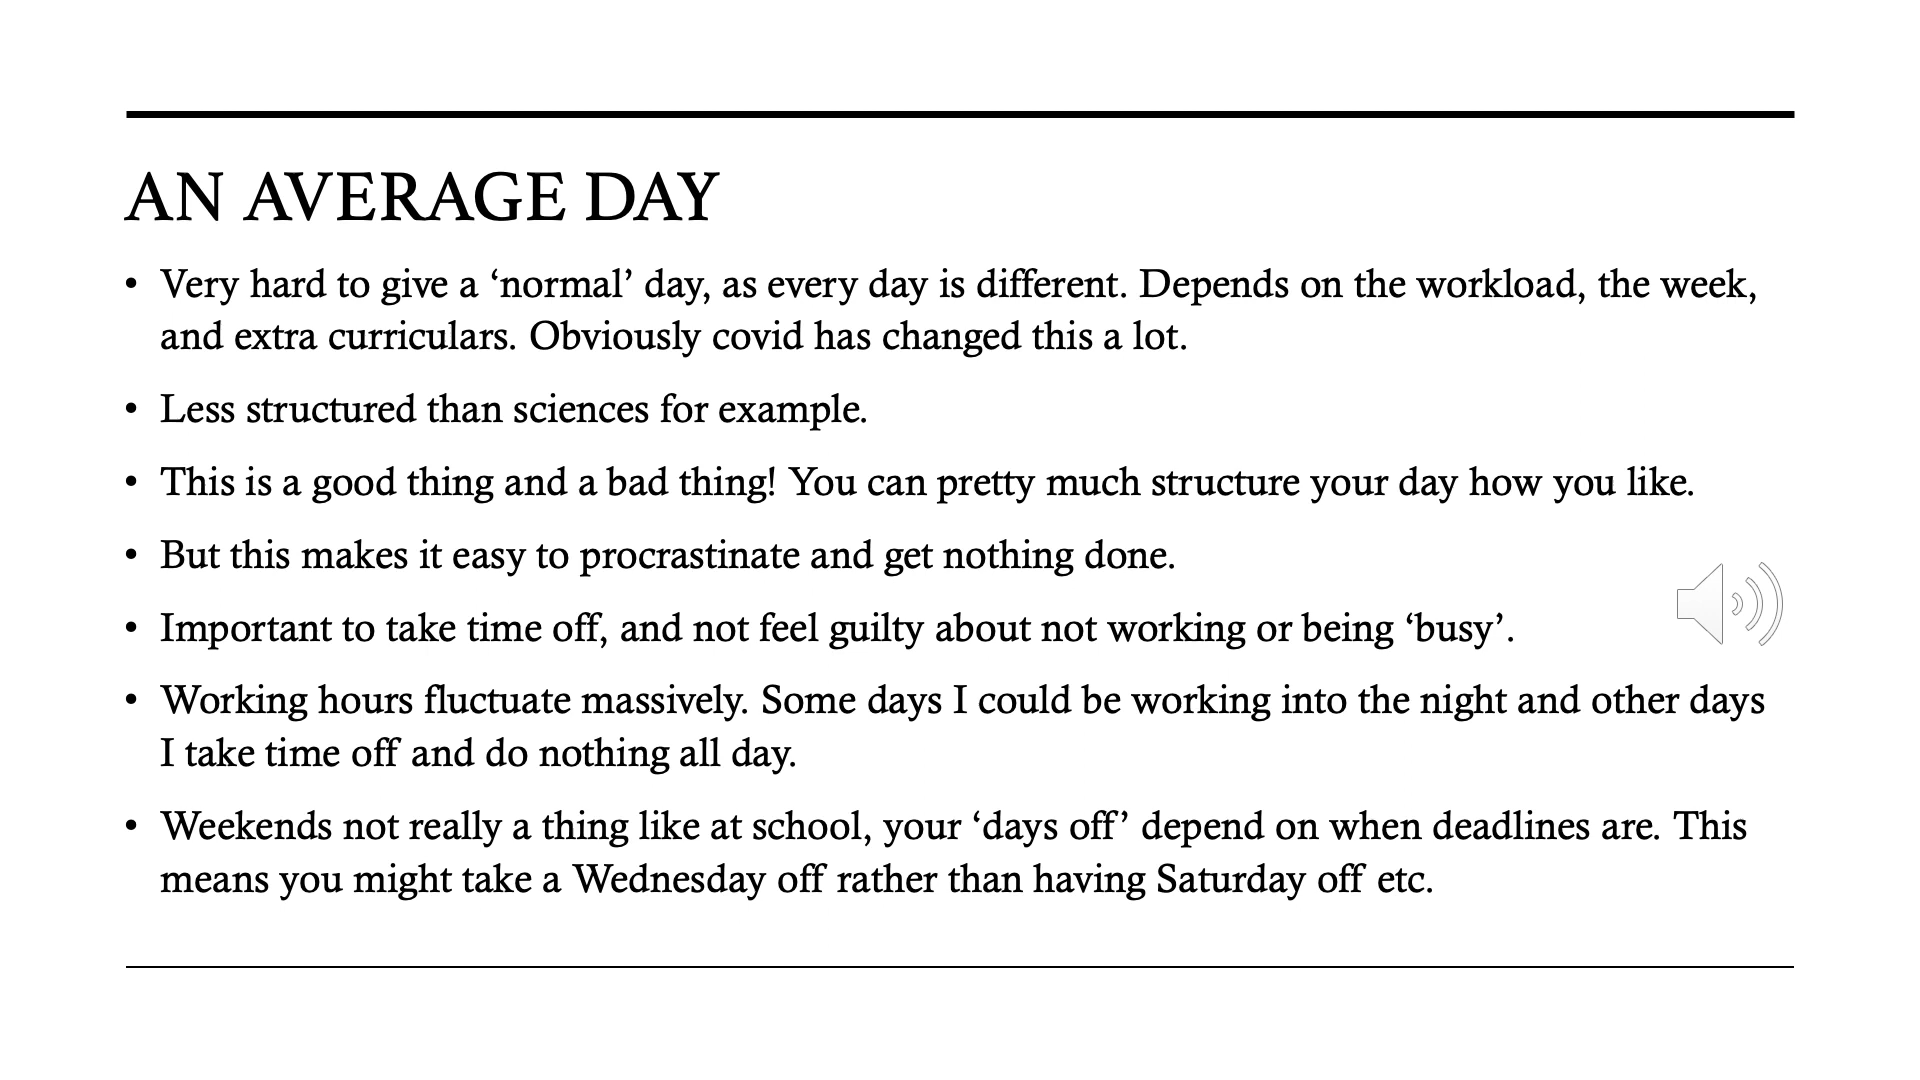 AN AVERAGE DAY
• Very hard to give a ‘normal’ day, as every day is different. Depends on the workload, the week,
and extra curriculars. Obviously covid has changed this a lot.
• Less structured than sciences for example.
• This is a good thing and a bad thing! You can pretty much structure your day how you like.
• But this makes it easy to procrastinate and get nothing done.
• Important to take time off, and not feel guilty about not working or being ‘busy’.
• Working hours fluctuate massively. Some days I could be working into the night and other days
I take time off and do nothing all day.
• Weekends not really a thing like at school, your ‘days off’ depend on when deadlines are. This
means you might take a Wednesday off rather than having Saturday off etc.